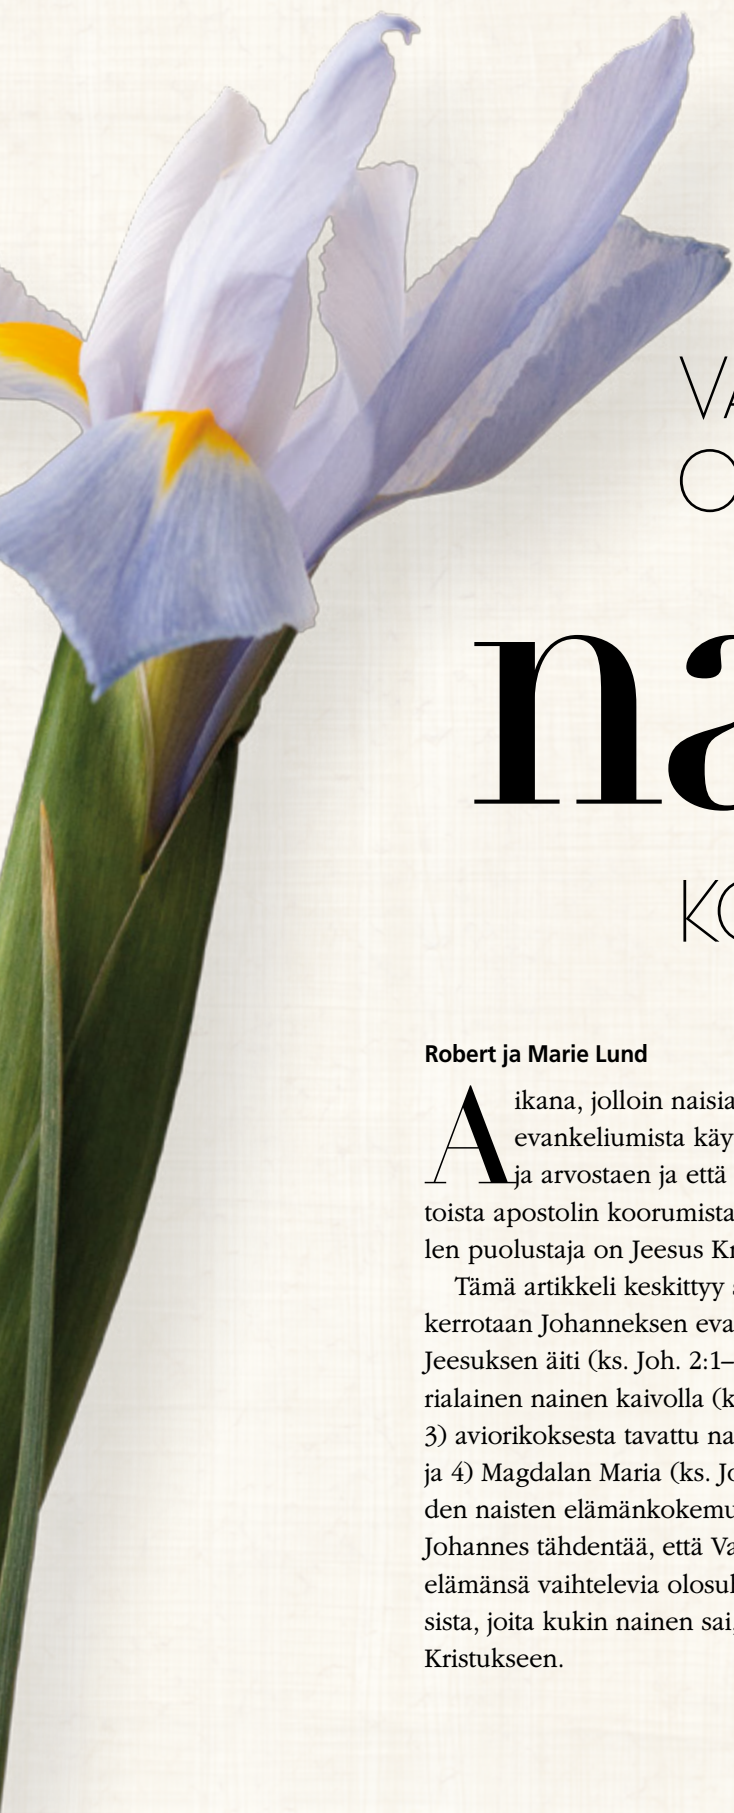 VA
O
na
KO
Robert ja Marie Lund
Aikana, jolloin naisia
evankeliumista käy
ja arvostaen ja että
toista apostolin koorumista
len puolustaja on Jeesus Kr
Tämä artikkeli keskittyy
kerrotaan Johanneksen eva
Jeesuksen äiti (ks. Joh. 2:1–
rialainen nainen kaivolla (k
3) aviorikoksesta tavattu na
ja 4) Magdalan Maria (ks. Jo
den naisten elämänkokemu
Johannes tähdentää, että Va
elämänsä vaihtelevia olosuh
sista, joita kukin nainen sai,
Kristukseen.